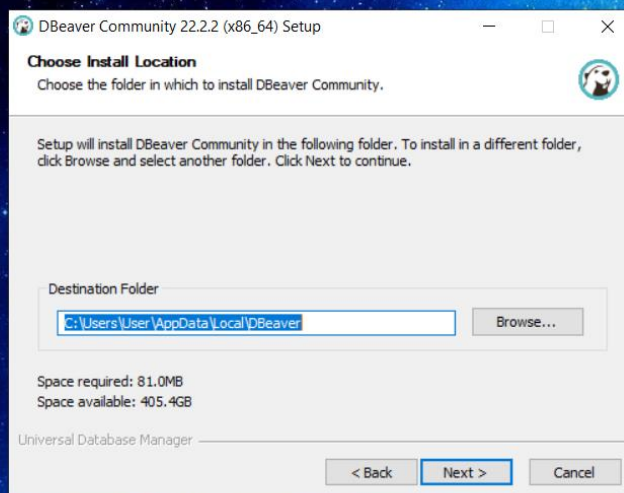 DBeaver Community 22.2.2 (x86_64) Setup
Choose Install Location
Choose the folder in which to install DBeaver Community.
Setup will install DBeaver Community in the following folder. To install in a different folder,
click Browse and select another folder. Click Next to continue.
Destination Folder
C:\Users\User\AppData\Local\DBeaver
Browse...
Space required: 81.0MB
Space available: 405.4GB
Universal Database Manager
< Back
Next >
Cancel